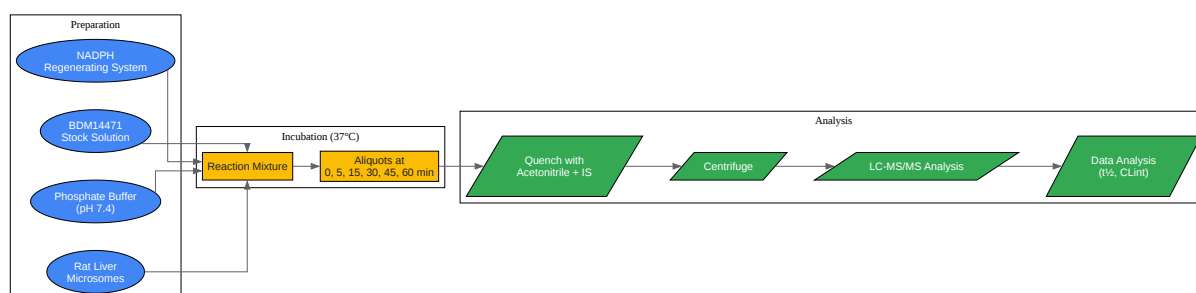 Preparation
NADPH
Regenerating System
BDM14471
Stock Solution
Phosphate Buffer
(pH 7.4)
Rat Liver
Microsomes
Incubation (37°C)
Reaction Mixture
Aliquots at
0, 5, 15, 30, 45, 60 min
Analysis
Quench with
Acetonitrile + IS
Centrifuge
LC-MS/MS Analysis
Data Analysis
(t½, CLint)